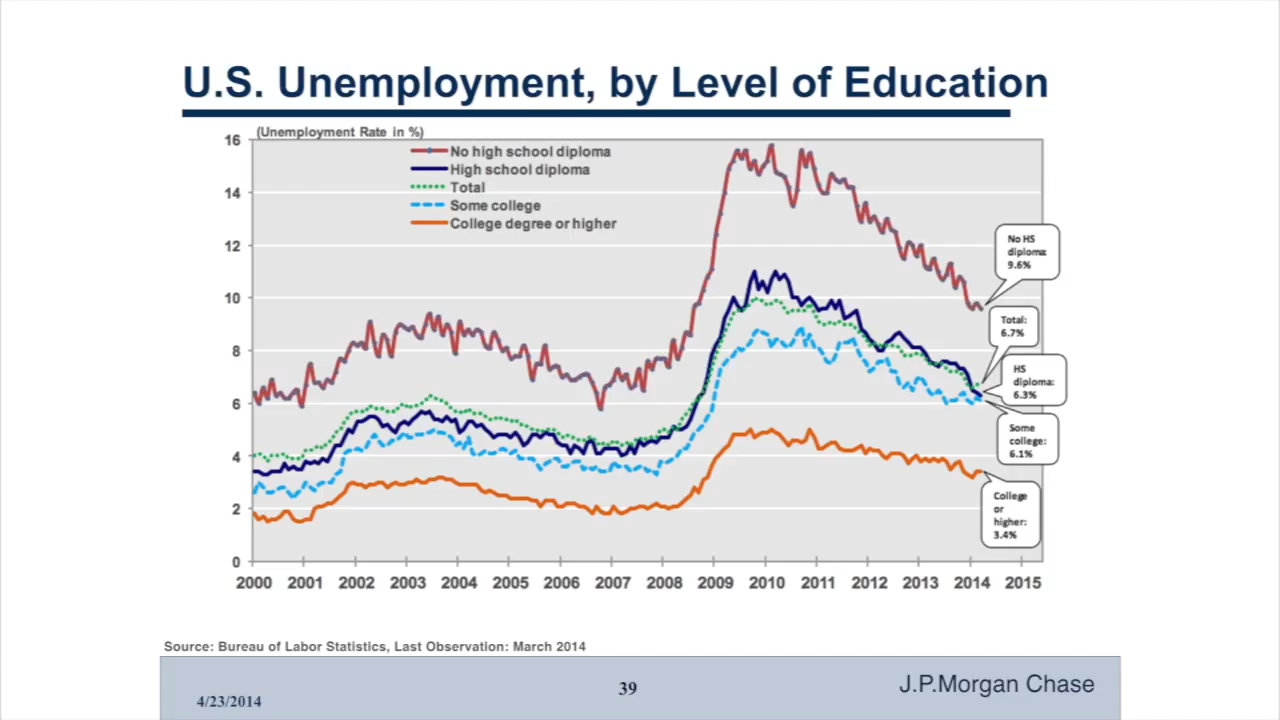 U.S. Unemployment, by Level of Education
(Unemployment Rate in %)
16
14
12
10
8
6
4
2
0
No high school diploma
High school diploma
Total
Some college
College degree or higher
No HS
diploma:
9.6%
Total:
6.7%
HS
diploma:
6.3%
Some
college:
6.1%
College
or
higher:
3.4%
2000 2001 2002 2003 2004 2005 2006 2007 2008 2009 2010 2011 2012 2013 2014 2015
Source: Bureau of Labor Statistics, Last Observation: March 2014
4/23/2014
39
J.P.Morgan Chase